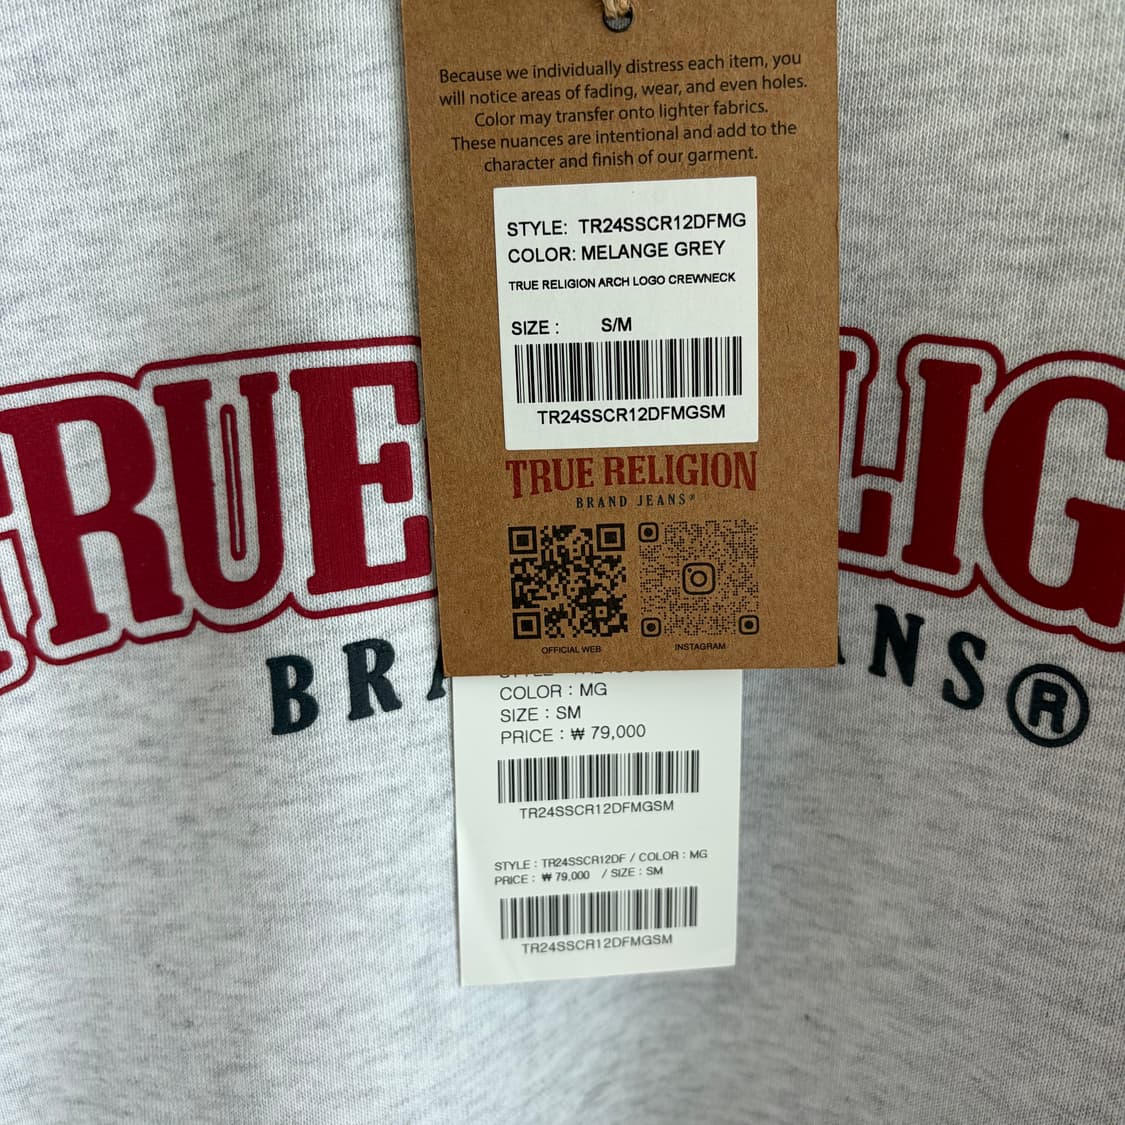 Because we individually distress each item, you
will notice areas of fading, wear, and even holes.
Color may transfer onto lighter fabrics.
These nuances are intentional and add to the
character and finish of our garment.
STYLE: TR24SSCR12DFMG
COLOR: MELANGE GREY
TRUE RELIGION ARCH LOGO CREWNECK
SIZE : S/M
TR24SSCR12DFMGSM
TRUE RELIGION
BRAND JEANS®
OFFICIAL WEB
INSTAGRAM
TRUE LIG
BRA ANS®
COLOR : MG
SIZE : SM
PRICE : ₩ 79,000
TR24SSCR12DFMGSM
STYLE : TR24SSCR12DF / COLOR : MG
PRICE : ₩ 79,000 / SIZE : SM
TR24SSCR12DFMGSM